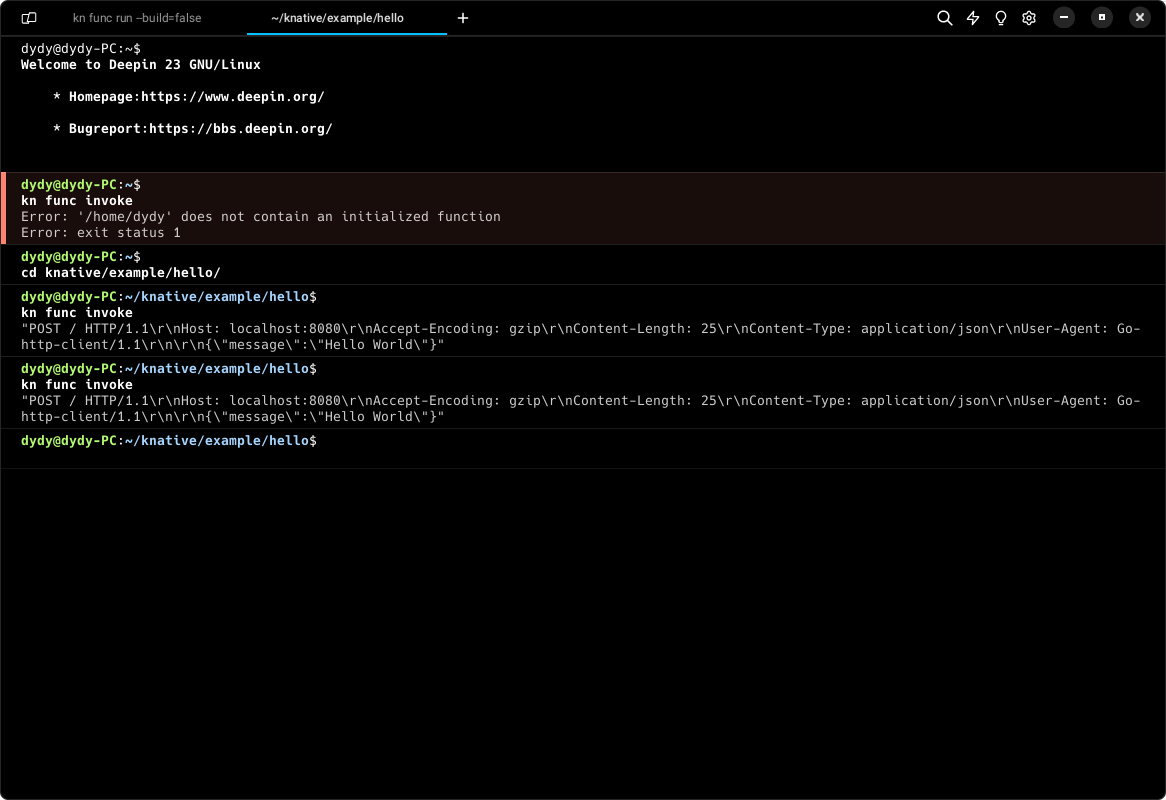 kn func run --build=false
~/knative/example/hello
dydy@dydy-PC:~$
Welcome to Deepin 23 GNU/Linux
* Homepage:https://www.deepin.org/
* Bugreport:https://bbs.deepin.org/
dydy@dydy-PC:~$
kn func invoke
Error: '/home/dydy' does not contain an initialized function
Error: exit status 1
dydy@dydy-PC:~$
cd knative/example/hello/
dydy@dydy-PC:~/knative/example/hello$
kn func invoke
"POST / HTTP/1.1\r\nHost: localhost:8080\r\nAccept-Encoding: gzip\r\nContent-Length: 25\r\nContent-Type: application/json\r\nUser-Agent: Go-
http-client/1.1\r\n\r\n{\"message\":\"Hello World\"}"
dydy@dydy-PC:~/knative/example/hello$
kn func invoke
"POST / HTTP/1.1\r\nHost: localhost:8080\r\nAccept-Encoding: gzip\r\nContent-Length: 25\r\nContent-Type: application/json\r\nUser-Agent: Go-
http-client/1.1\r\n\r\n{\"message\":\"Hello World\"}"
dydy@dydy-PC:~/knative/example/hello$